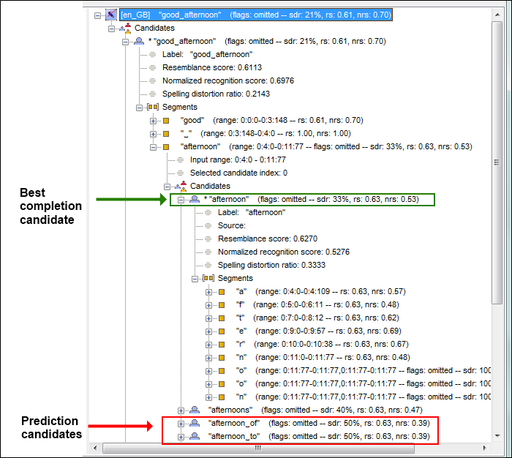 [en_GB] "good_afternoon" (flags: omitted -- sdr: 21%, rs: 0.61, nrs: 0.70)
Candidates
* "good_afternoon" (flags: omitted -- sdr: 21%, rs: 0.61, nrs: 0.70)
Label: "good_afternoon"
Resemblance score: 0.6113
Normalized recognition score: 0.6976
Spelling distortion ratio: 0.2143
Segments
"good" (range: 0:0:0-0:3:148 -- rs: 0.61, nrs: 0.70)
"_" (range: 0:3:148-0:4:0 -- rs: 1.00, nrs: 1.00)
"afternoon" (range: 0:4:0-0:11:77 -- flags: omitted -- sdr: 33%, rs: 0.63, nrs: 0.53)
Input range: 0:4:0 - 0:11:77
Selected candidate index: 0
Candidates
Best completion candidate
* "afternoon" (flags: omitted -- sdr: 33%, rs: 0.63, nrs: 0.53)
Label: "afternoon"
Source:
Resemblance score: 0.6270
Normalized recognition score: 0.5276
Spelling distortion ratio: 0.3333
Segments
"a" (range: 0:4:0-0:4:109 -- rs: 0.63, nrs: 0.57)
"f" (range: 0:5:0-0:6:11 -- rs: 0.63, nrs: 0.48)
"t" (range: 0:7:0-0:8:12 -- rs: 0.63, nrs: 0.62)
"e" (range: 0:9:0-0:9:57 -- rs: 0.63, nrs: 0.69)
"r" (range: 0:10:0-0:10:38 -- rs: 0.63, nrs: 0.67)
"n" (range: 0:11:0-0:11:77 -- rs: 0.63, nrs: 0.48)
"o" (range: 0:11:77-0:11:77,0:11:77-0:11:77 -- flags: omitted -- sdr: 100
"o" (range: 0:11:77-0:11:77,0:11:77-0:11:77 -- flags: omitted -- sdr: 100
"n" (range: 0:11:77-0:11:77,0:11:77-0:11:77 -- flags: omitted -- sdr: 100
"afternoons" (flags: omitted -- sdr: 40%, rs: 0.63, nrs: 0.47)
Prediction candidates
"afternoon_of" (flags: omitted -- sdr: 50%, rs: 0.63, nrs: 0.39)
"afternoon_to" (flags: omitted -- sdr: 50%, rs: 0.63, nrs: 0.39)